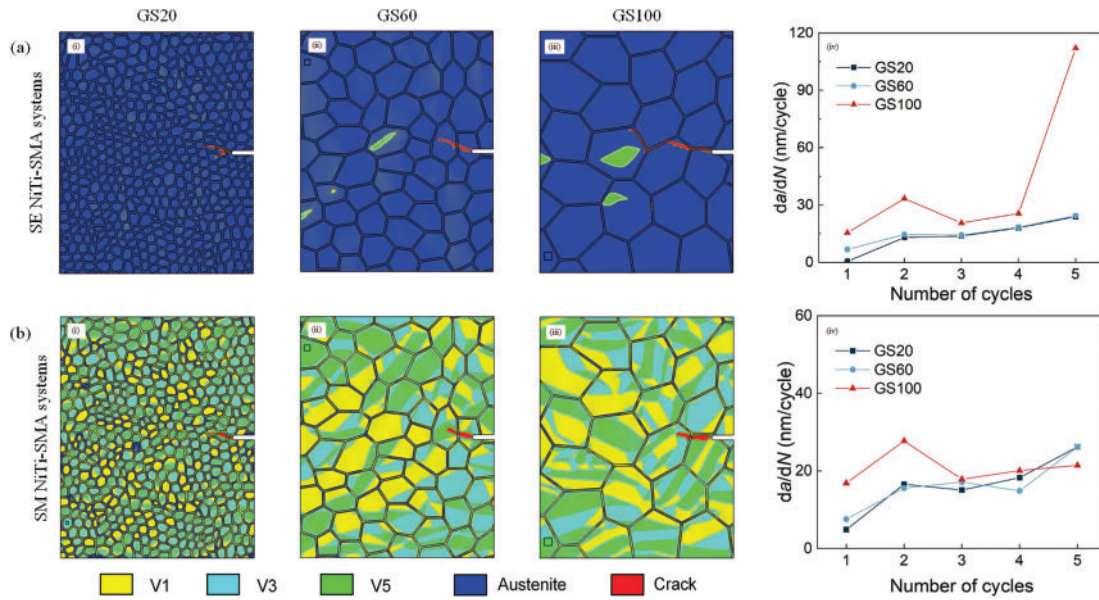 GS20 GS60 GS100
(a) (i) (ii) (iii) (iv)
SE NiTi-SMA systems
120
90
60
30
0
da/dN (nm/cycle)
GS20
GS60
GS100
1 2 3 4 5
Number of cycles
(b) (i) (ii) (iii) (iv)
SM NiTi-SMA systems
60
40
20
0
da/dN (nm/cycle)
GS20
GS60
GS100
1 2 3 4 5
Number of cycles
V1 V3 V5 Austenite Crack